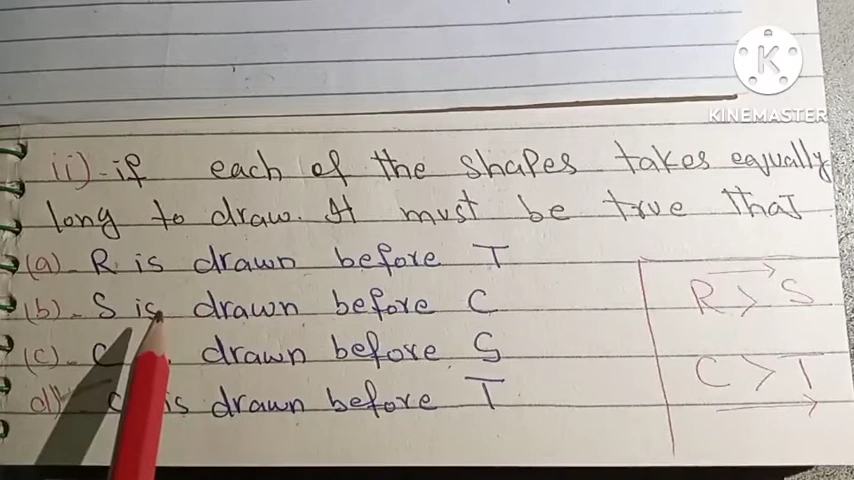 KINEMASTER
ii)-if each of the shapes takes equally
long to draw. It must be true that
(a)- R is drawn before T
(b)- S is drawn before C
(c)- C drawn before S
d)- C is drawn before T
R > S
C > T